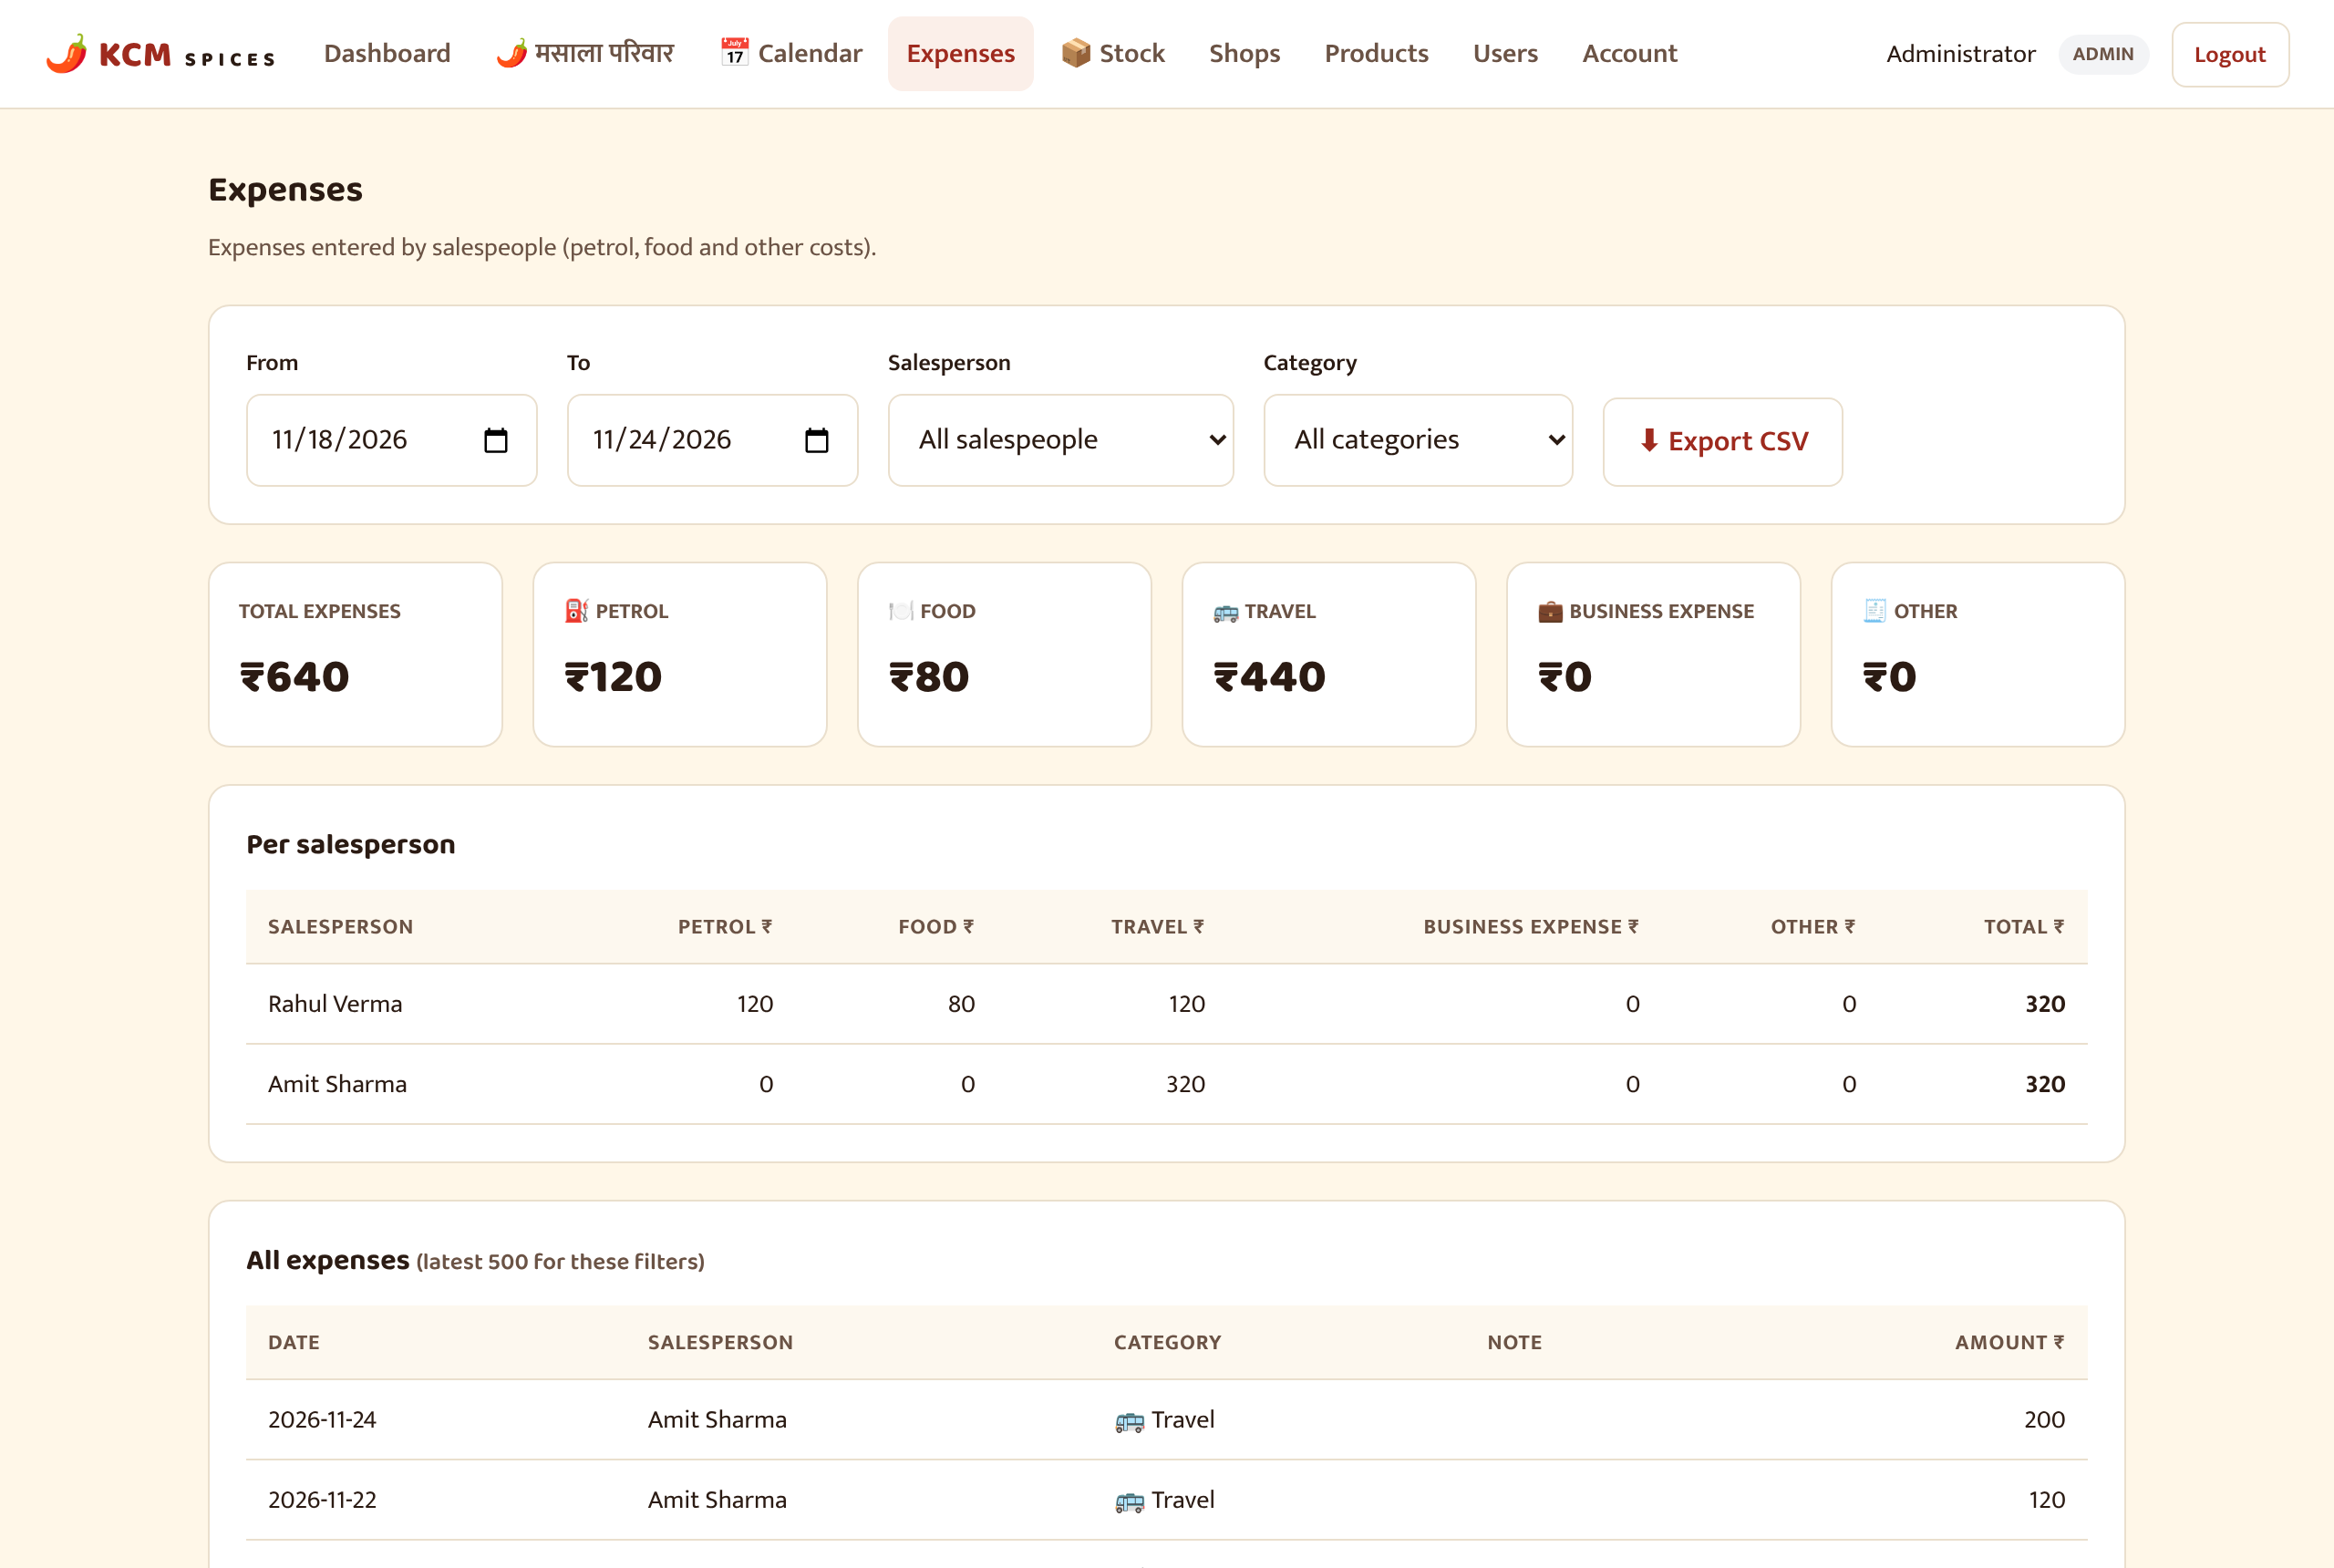 KCM SPICES Dashboard मसाला परिवार Calendar Expenses Stock Shops Products Users Account Administrator ADMIN Logout
Expenses
Expenses entered by salespeople (petrol, food and other costs).
From To Salesperson Category
11/18/2026 11/24/2026 All salespeople All categories Export CSV
TOTAL EXPENSES PETROL FOOD TRAVEL BUSINESS EXPENSE OTHER
₹640 ₹120 ₹80 ₹440 ₹0 ₹0
Per salesperson
SALESPERSON PETROL ₹ FOOD ₹ TRAVEL ₹ BUSINESS EXPENSE ₹ OTHER ₹ TOTAL ₹
Rahul Verma 120 80 120 0 0 320
Amit Sharma 0 0 320 0 0 320
All expenses (latest 500 for these filters)
DATE SALESPERSON CATEGORY NOTE AMOUNT ₹
2026-11-24 Amit Sharma Travel 200
2026-11-22 Amit Sharma Travel 120